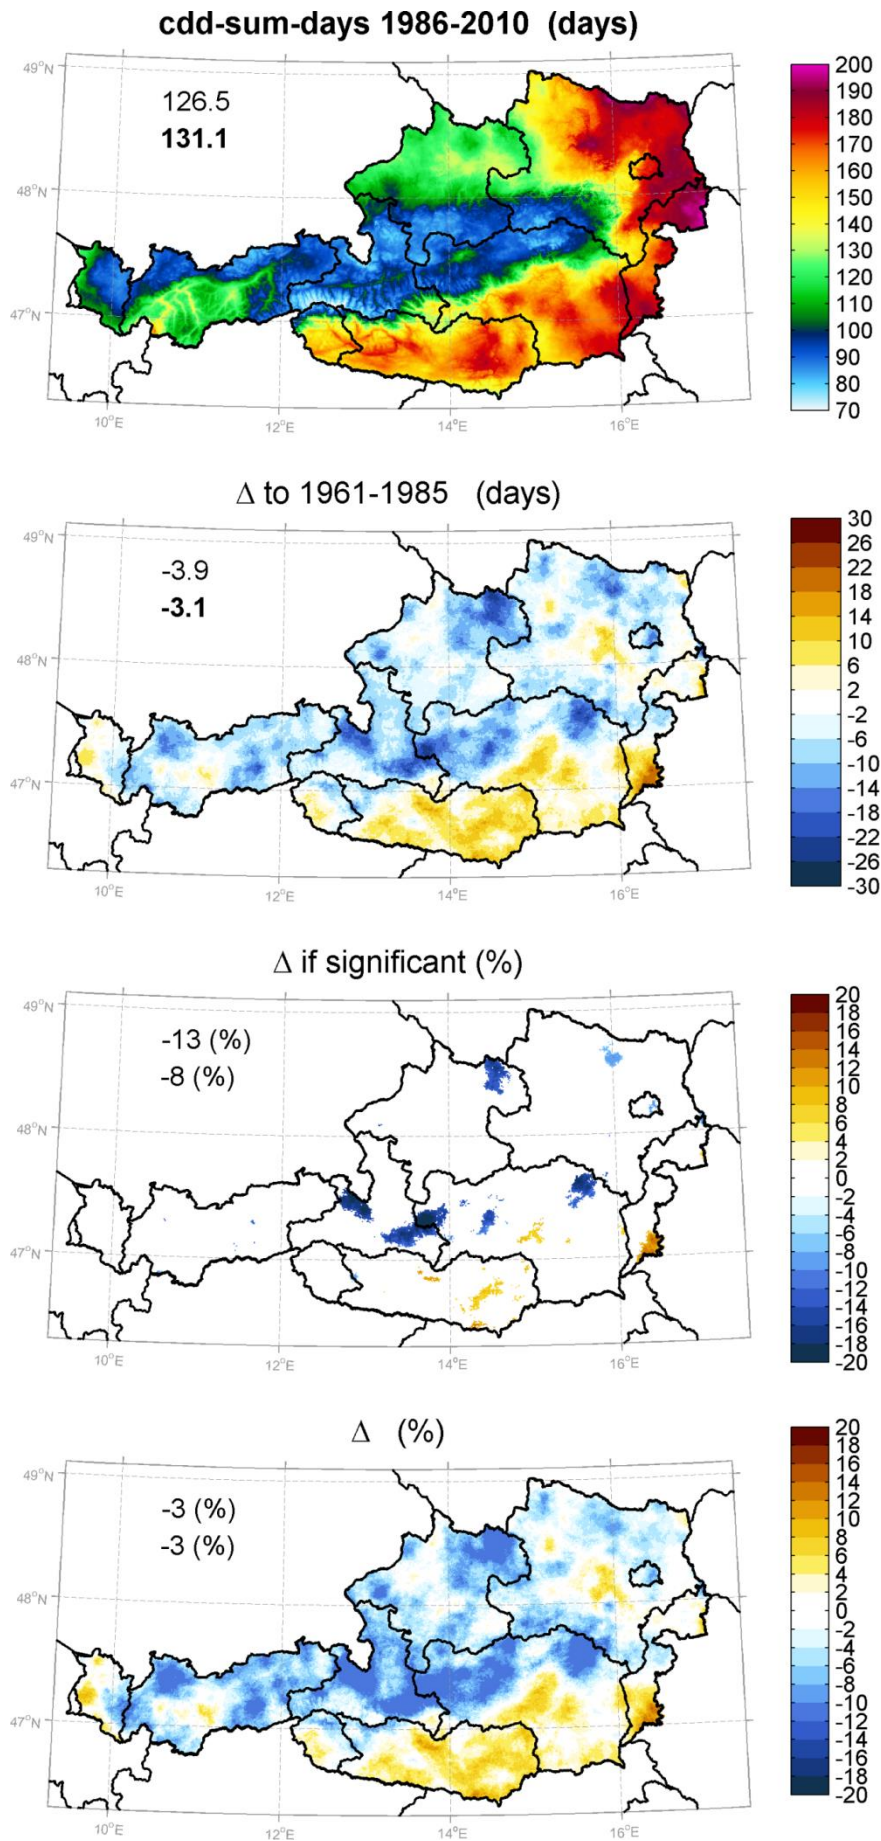 cdd-sum-days 1986-2010 (days)
126.5
131.1
49°N
48°N
47°N
10°E
12°E
14°E
16°E
200
190
180
170
160
150
140
130
120
110
100
90
80
70
Δ to 1961-1985 (days)
-3.9
-3.1
49°N
48°N
47°N
10°E
12°E
14°E
16°E
30
26
22
18
14
10
6
2
-2
-6
-10
-14
-18
-22
-26
-30
Δ if significant (%)
-13 (%)
-8 (%)
49°N
48°N
47°N
10°E
12°E
14°E
16°E
20
18
16
14
12
10
8
6
4
2
0
-2
-4
-6
-8
-10
-12
-14
-16
-18
-20
Δ (%)
-3 (%)
-3 (%)
49°N
48°N
47°N
10°E
12°E
14°E
16°E
20
18
16
14
12
10
8
6
4
2
0
-2
-4
-6
-8
-10
-12
-14
-16
-18
-20